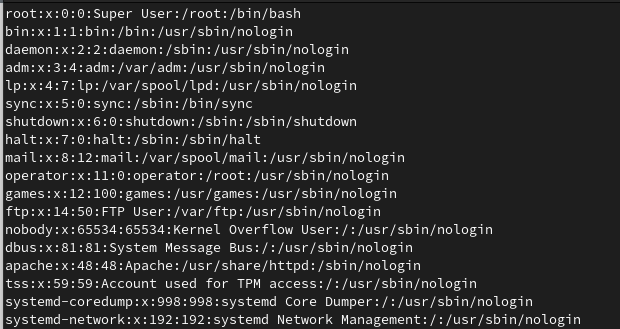 root:x:0:0:Super User:/root:/bin/bash
bin:x:1:1:bin:/bin:/usr/sbin/nologin
daemon:x:2:2:daemon:/sbin:/usr/sbin/nologin
adm:x:3:4:adm:/var/adm:/usr/sbin/nologin
lp:x:4:7:lp:/var/spool/lpd:/usr/sbin/nologin
sync:x:5:0:sync:/sbin:/bin/sync
shutdown:x:6:0:shutdown:/sbin:/sbin/shutdown
halt:x:7:0:halt:/sbin:/sbin/halt
mail:x:8:12:mail:/var/spool/mail:/usr/sbin/nologin
operator:x:11:0:operator:/root:/usr/sbin/nologin
games:x:12:100:games:/usr/games:/usr/sbin/nologin
ftp:x:14:50:FTP User:/var/ftp:/usr/sbin/nologin
nobody:x:65534:65534:Kernel Overflow User:/:/usr/sbin/nologin
dbus:x:81:81:System Message Bus:/:/usr/sbin/nologin
apache:x:48:48:Apache:/usr/share/httpd:/sbin/nologin
tss:x:59:59:Account used for TPM access:/:/usr/sbin/nologin
systemd-coredump:x:998:998:systemd Core Dumper:/:/usr/sbin/nologin
systemd-network:x:192:192:systemd Network Management:/:/usr/sbin/nologin